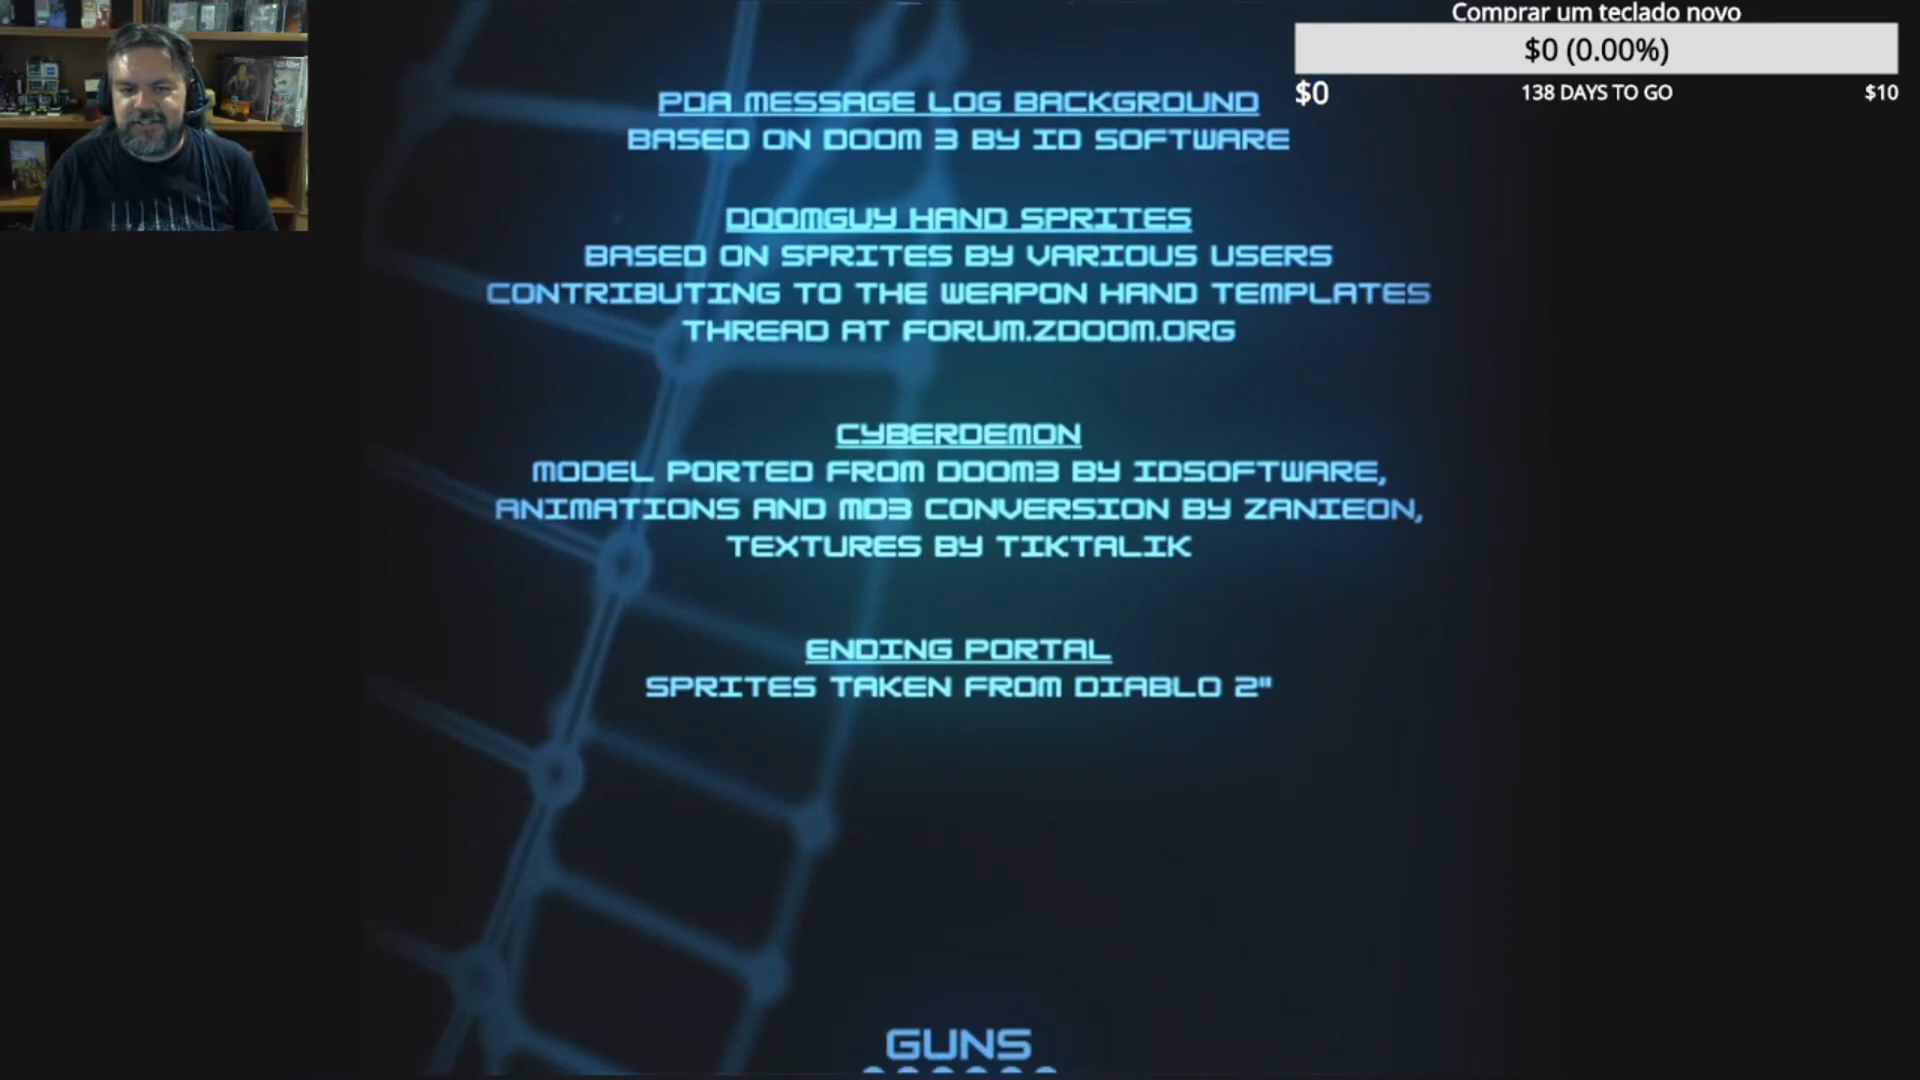 Comprar um teclado novo
$0 (0.00%)
$0 138 DAYS TO GO $10
PDA MESSAGE LOG BACKGROUND
BASED ON DOOM 3 BY ID SOFTWARE
DOOMGUY HAND SPRITES
BASED ON SPRITES BY VARIOUS USERS
CONTRIBUTING TO THE WEAPON HAND TEMPLATES
THREAD AT FORUM.ZDOOM.ORG
CYBERDEMON
MODEL PORTED FROM DOOM3 BY IDSOFTWARE,
ANIMATIONS AND MD3 CONVERSION BY ZANIEON,
TEXTURES BY TIKTALIK
ENDING PORTAL
SPRITES TAKEN FROM DIABLO 2"
GUNS